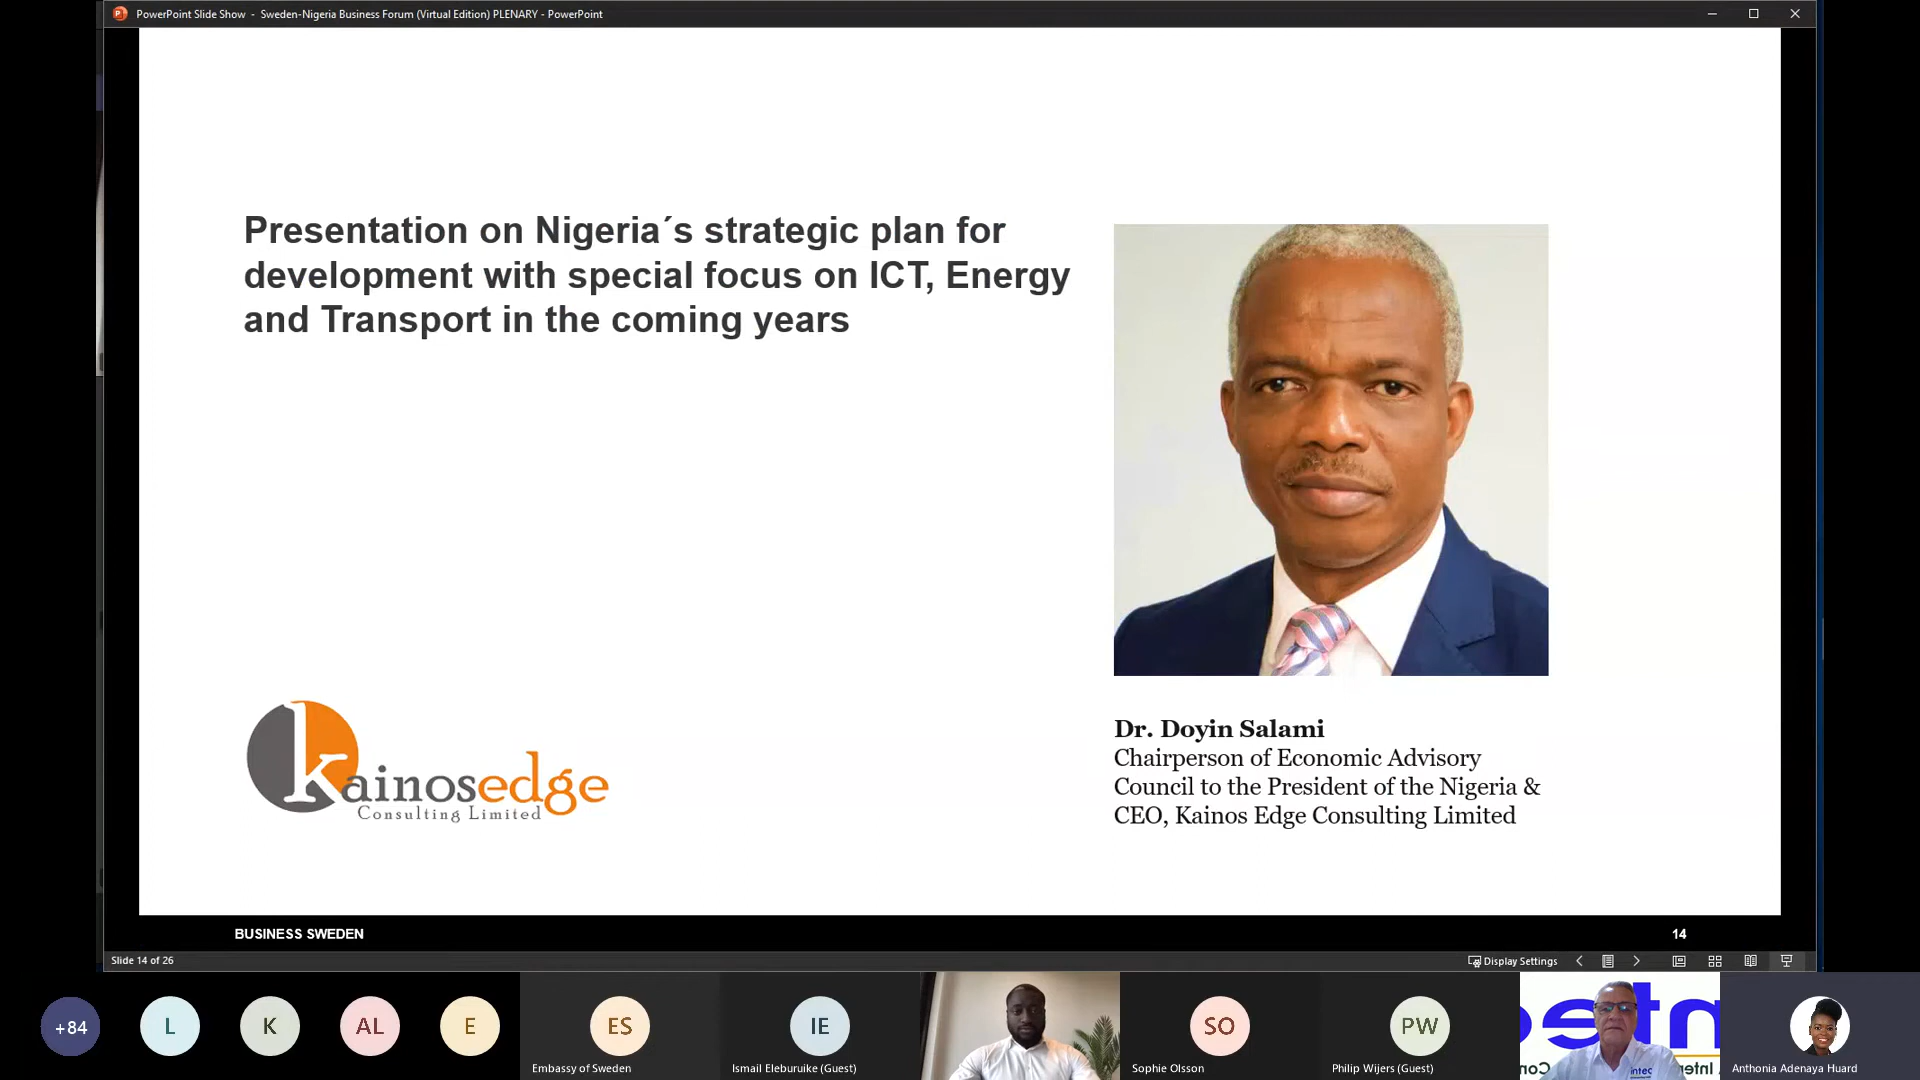 PowerPoint Slide Show - Sweden-Nigeria Business Forum (Virtual Edition) PLENARY - PowerPoint
Presentation on Nigeria´s strategic plan for
development with special focus on ICT, Energy
and Transport in the coming years
kainosedge
Consulting Limited
Dr. Doyin Salami
Chairperson of Economic Advisory
Council to the President of the Nigeria &
CEO, Kainos Edge Consulting Limited
BUSINESS SWEDEN
14
Slide 14 of 26
Display Settings
+84
L
K
AL
E
ES
Embassy of Sweden
IE
Ismail Eleburuike (Guest)
SO
Sophie Olsson
PW
Philip Wijers (Guest)
intec
Anthonia Adenaya Huard